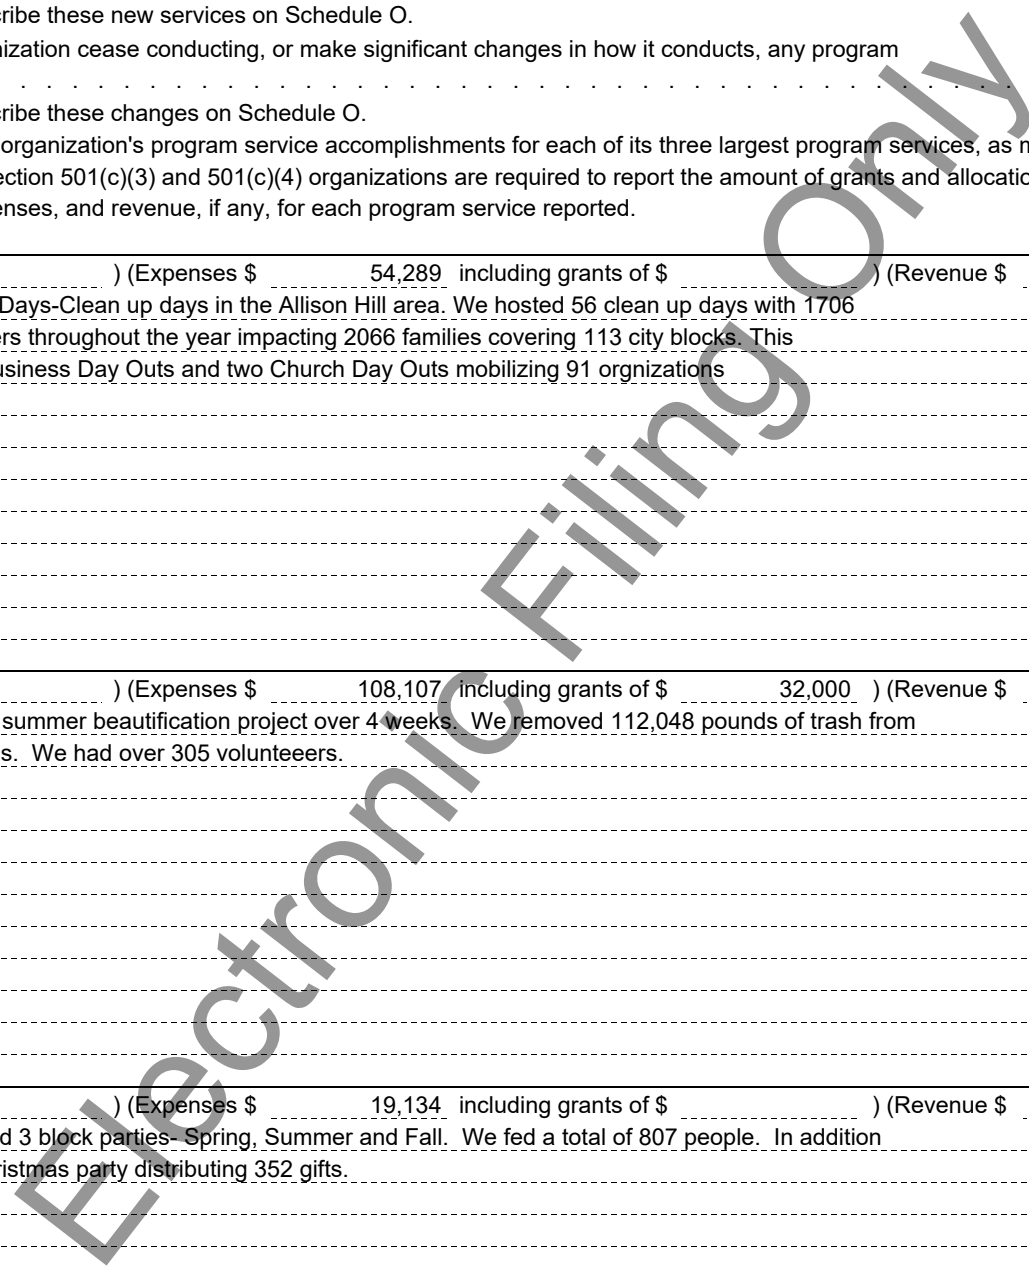 cribe these new services on Schedule O.
nization cease conducting, or make significant changes in how it conducts, any program
. . . . . . . . . . . . . . . . . . . . . . . . . . . . . . . . . . . . . . .
cribe these changes on Schedule O.
organization's program service accomplishments for each of its three largest program services, as m
ection 501(c)(3) and 501(c)(4) organizations are required to report the amount of grants and allocatio
enses, and revenue, if any, for each program service reported.
) (Expenses $ 54,289 including grants of $ ) (Revenue $
Days-Clean up days in the Allison Hill area. We hosted 56 clean up days with 1706
ers throughout the year impacting 2066 families covering 113 city blocks. This
usiness Day Outs and two Church Day Outs mobilizing 91 orgnizations
) (Expenses $ 108,107 including grants of $ 32,000 ) (Revenue $
summer beautification project over 4 weeks. We removed 112,048 pounds of trash from
s. We had over 305 volunteeers.
) (Expenses $ 19,134 including grants of $ ) (Revenue $
d 3 block parties- Spring, Summer and Fall. We fed a total of 807 people. In addition
ristmas party distributing 352 gifts.
Electronic Filing Only